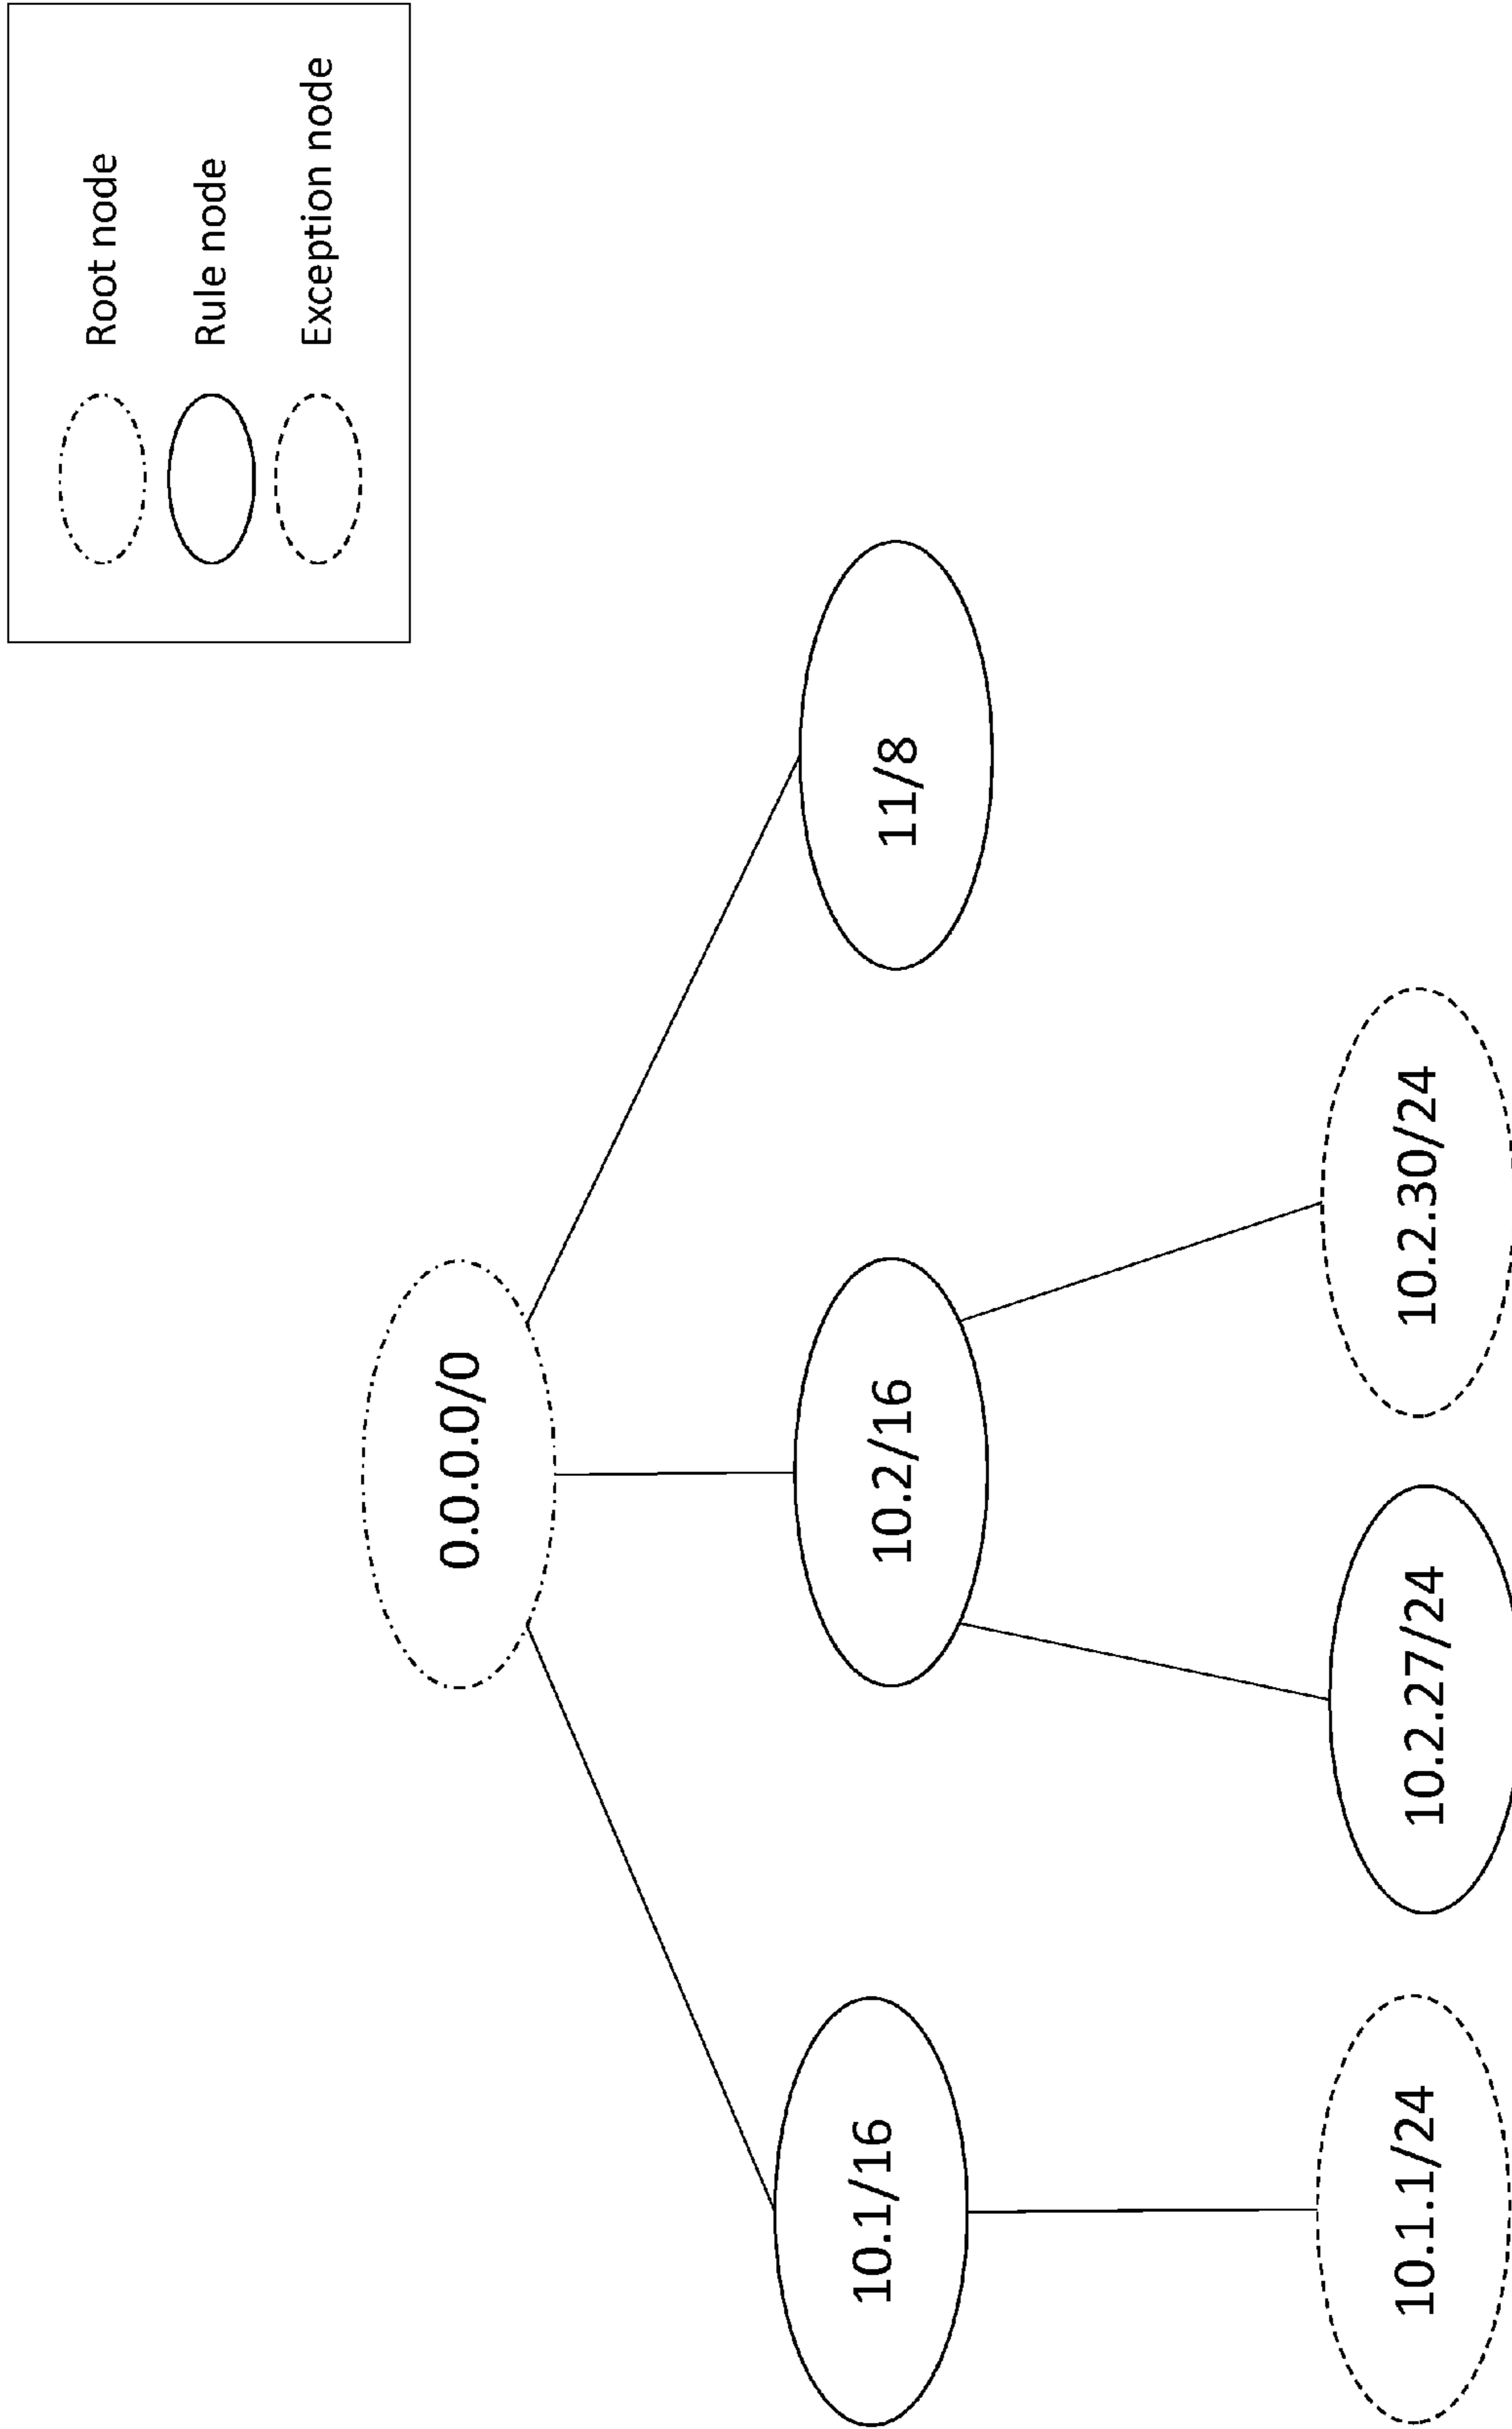 Root node
Rule node
Exception node
0.0.0.0/0
10.1/16
10.2/16
11/8
10.1.1/24
10.2.27/24
10.2.30/24